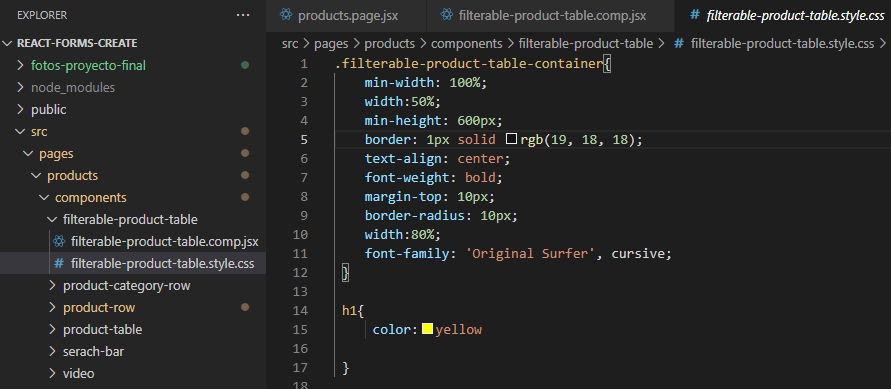 EXPLORER
...
REACT-FORMS-CREATE
fotos-proyecto-final
node_modules
public
src
pages
products
components
filterable-product-table
filterable-product-table.comp.jsx
# filterable-product-table.style.css
product-category-row
product-row
product-table
serach-bar
video
products.page.jsx
filterable-product-table.comp.jsx
# filterable-product-table.style.css
src > pages > products > components > filterable-product-table > # filterable-product-table.style.css >
1 .filterable-product-table-container{
2 min-width: 100%;
3 width:50%;
4 min-height: 600px;
5 border: 1px solid rgb(19, 18, 18);
6 text-align: center;
7 font-weight: bold;
8 margin-top: 10px;
9 border-radius: 10px;
10 width:80%;
11 font-family: 'Original Surfer', cursive;
12 }
13
14 h1{
15 color:yellow
16
17 }
18